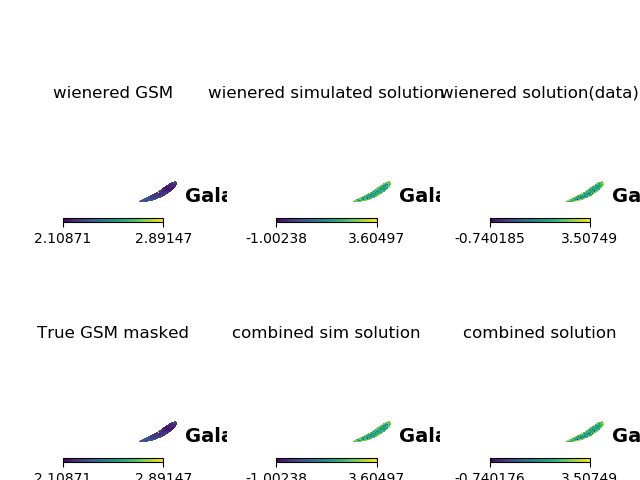 wienered GSM wienered simulated solution wienered solution(data)
Gala Gala Ga
2.10871 2.89147 -1.00238 3.60497 -0.740185 3.50749
True GSM masked combined sim solution combined solution
Gala Gala Ga
2.10871 2.89147 -1.00238 3.60497 -0.740176 3.50749